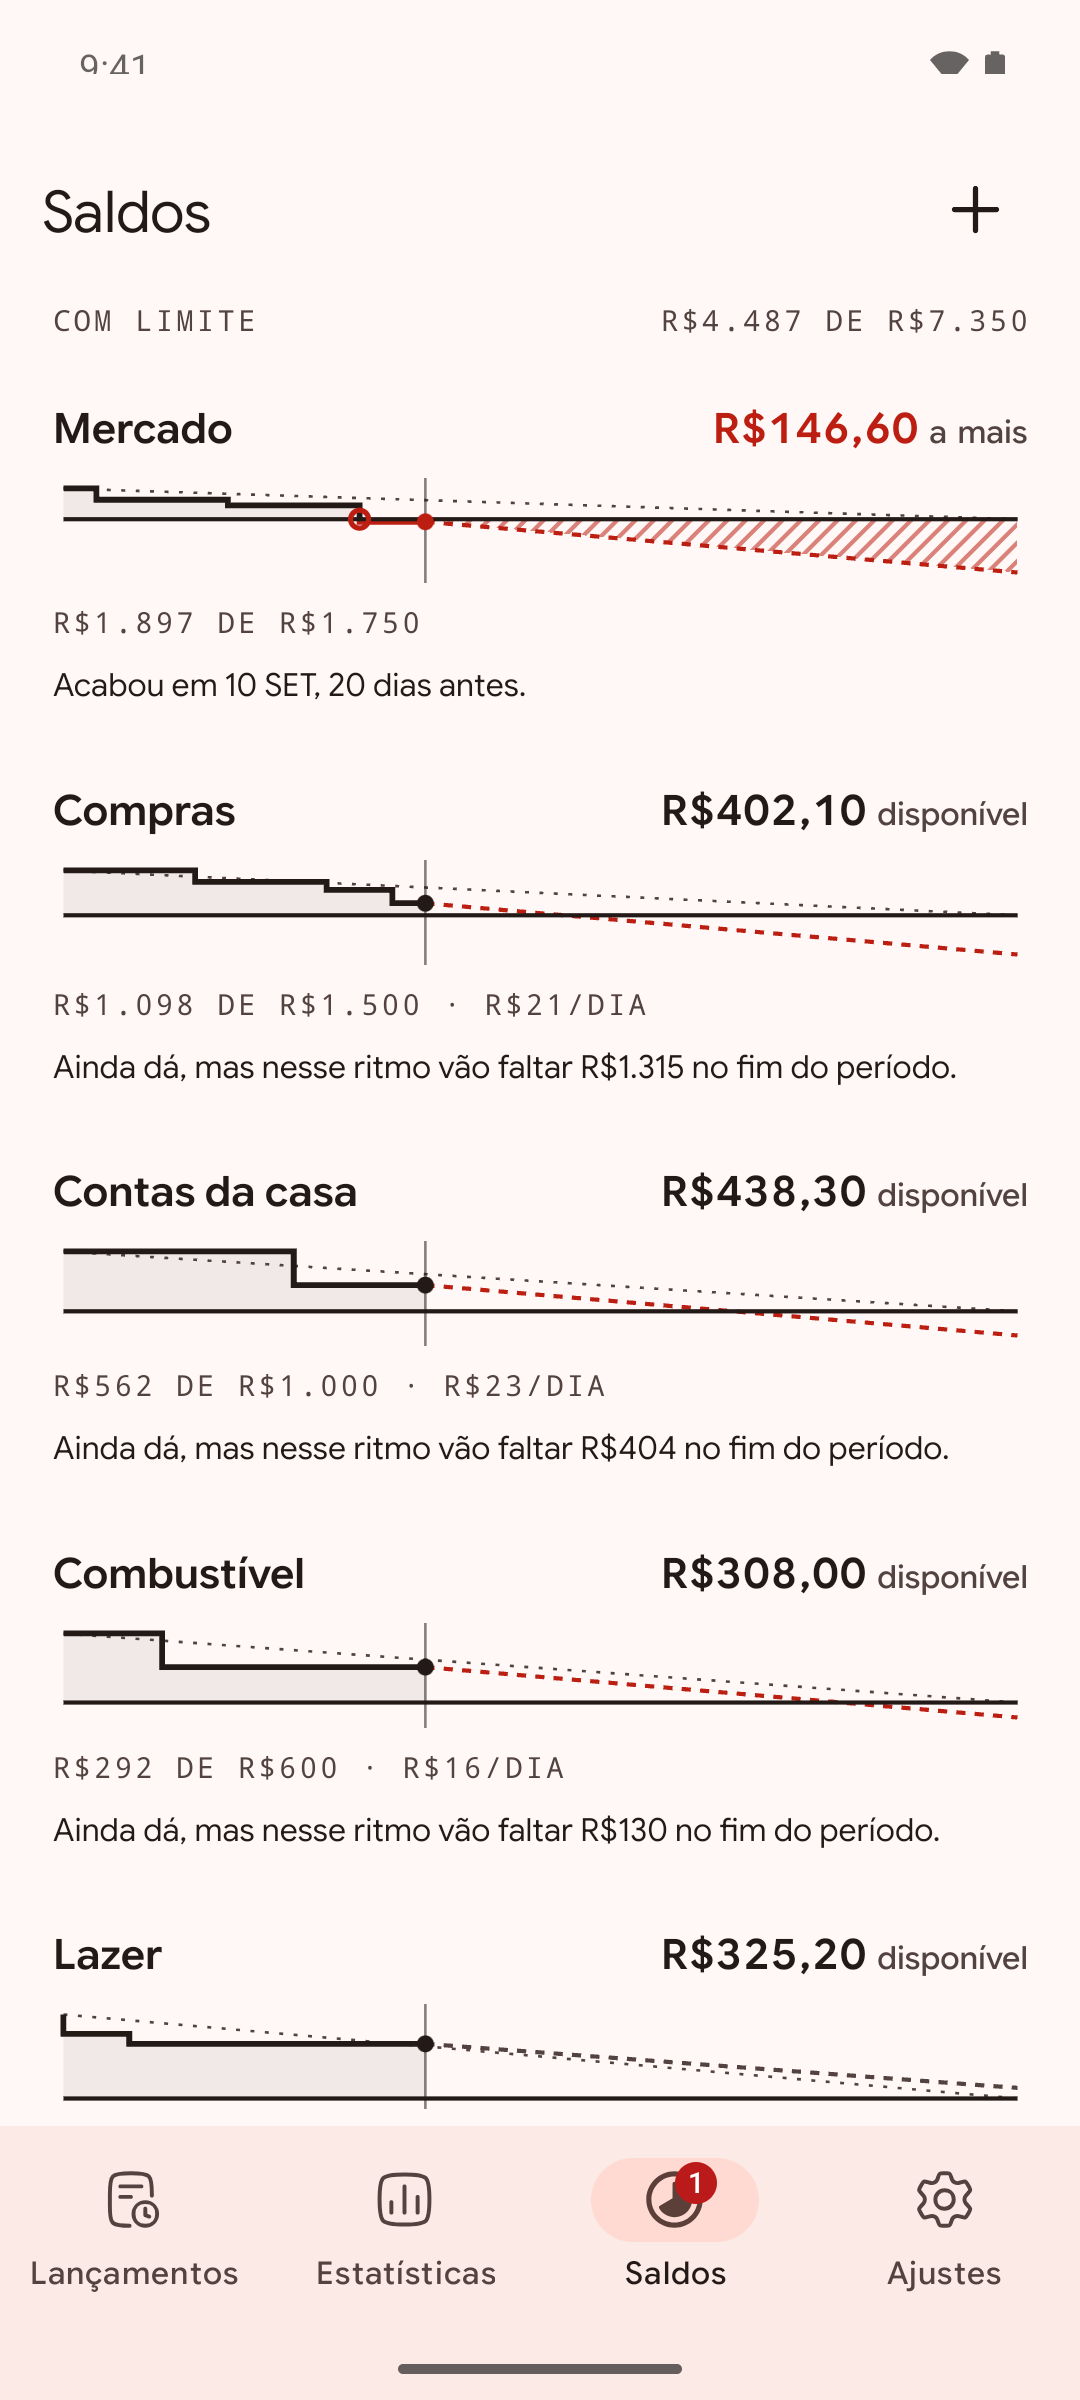 9:41
Saldos
COM LIMITE R$4.487 DE R$7.350
Mercado R$146,60 a mais
R$1.897 DE R$1.750
Acabou em 10 SET, 20 dias antes.
Compras R$402,10 disponível
R$1.098 DE R$1.500 · R$21/DIA
Ainda dá, mas nesse ritmo vão faltar R$1.315 no fim do período.
Contas da casa R$438,30 disponível
R$562 DE R$1.000 · R$23/DIA
Ainda dá, mas nesse ritmo vão faltar R$404 no fim do período.
Combustível R$308,00 disponível
R$292 DE R$600 · R$16/DIA
Ainda dá, mas nesse ritmo vão faltar R$130 no fim do período.
Lazer R$325,20 disponível
1
Lançamentos Estatísticas Saldos Ajustes